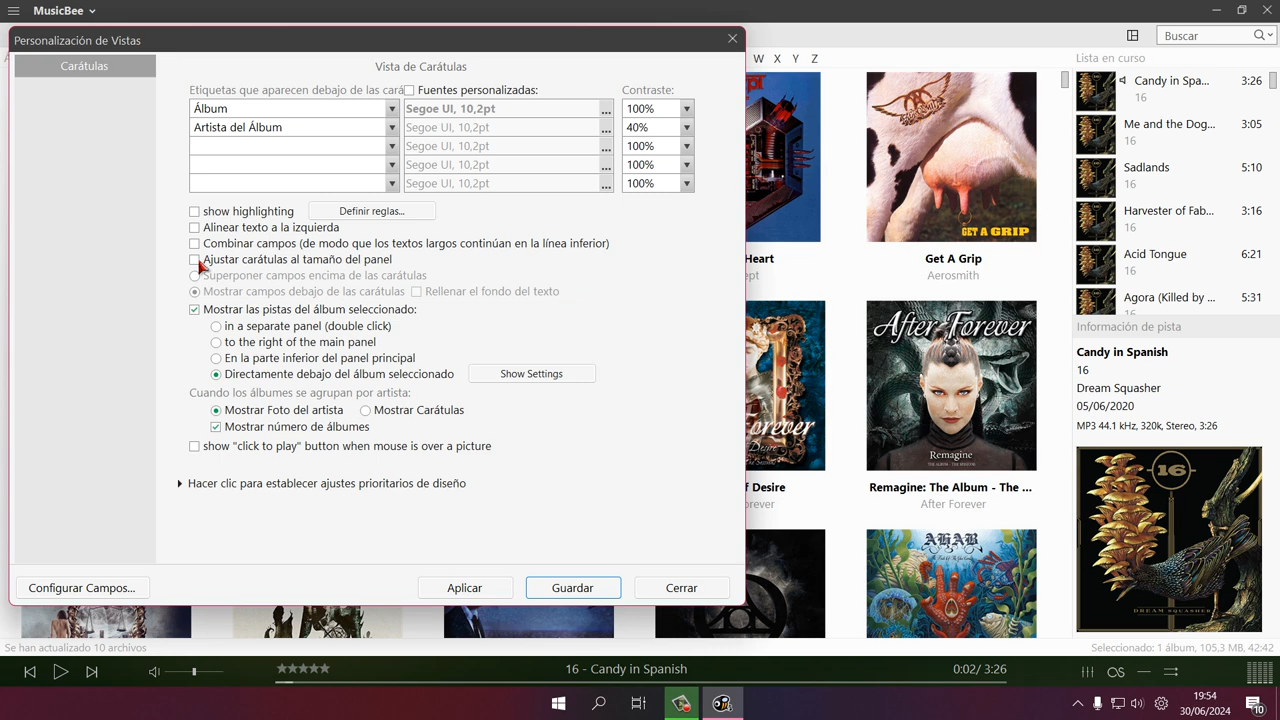 MusicBee
Personalización de Vistas
Buscar
Carátulas
Vista de Carátulas
W X Y Z
Lista en curso
Etiquetas que aparecen debajo de las cará
Fuentes personalizadas:
Contraste:
Álbum
Segoe UI, 10,2pt
...
100%
Artista del Álbum
Segoe UI, 10,2pt
...
40%
Segoe UI, 10,2pt
...
100%
Segoe UI, 10,2pt
...
100%
Segoe UI, 10,2pt
...
100%
show highlighting
Definir reglas...
Alinear texto a la izquierda
Combinar campos (de modo que los textos largos continúan en la línea inferior)
Ajustar carátulas al tamaño del panel
Superponer campos encima de las carátulas
Mostrar campos debajo de las carátulas
Rellenar el fondo del texto
Mostrar las pistas del álbum seleccionado:
in a separate panel (double click)
to the right of the main panel
En la parte inferior del panel principal
Directamente debajo del álbum seleccionado
Show Settings
Cuando los álbumes se agrupan por artista:
Mostrar Foto del artista
Mostrar Carátulas
Mostrar número de álbumes
show "click to play" button when mouse is over a picture
Hacer clic para establecer ajustes prioritarios de diseño
Configurar Campos...
Aplicar
Guardar
Cerrar
AEROSMITH
GET A GRIP
Heart
ept
Get A Grip
Aerosmith
orever
Desire
After Forever
Remagine
THE ALBUM - THE
f Desire
orever
Remagine: The Album - The ...
After Forever
AHAB
Candy in Spa...
3:26
16
Me and the Dog...
3:05
16
Sadlands
5:10
16
Harvester of Fab...
3:16
16
Acid Tongue
6:21
16
Agora (Killed by ...
5:31
16
Información de pista
Candy in Spanish
16
Dream Squasher
05/06/2020
MP3 44.1 kHz, 320k, Stereo, 3:26
16
DREAM SQUASHER
Se han actualizado 10 archivos
Seleccionado: 1 álbum, 105,3 MB, 42:42
16 - Candy in Spanish
0:02/ 3:26
19:54
30/06/2024
10